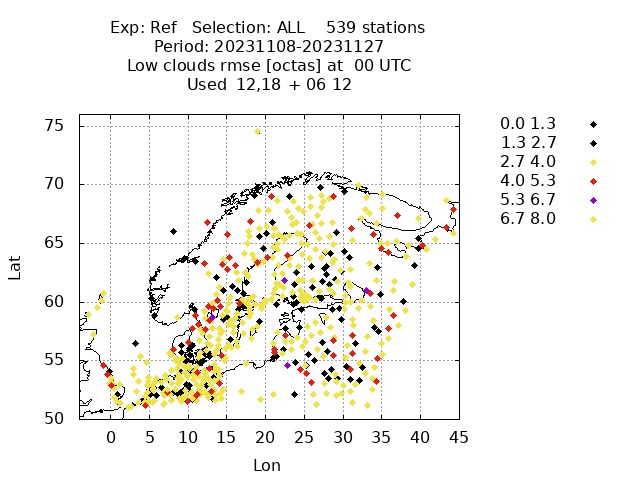 Exp: Ref   Selection: ALL    539 stations
Period: 20231108-20231127
Low clouds rmse [octas] at  00 UTC
Used  12,18 + 06 12
75
70
65
60
55
50
Lat
0 5 10 15 20 25 30 35 40 45
Lon
0.0 1.3
1.3 2.7
2.7 4.0
4.0 5.3
5.3 6.7
6.7 8.0